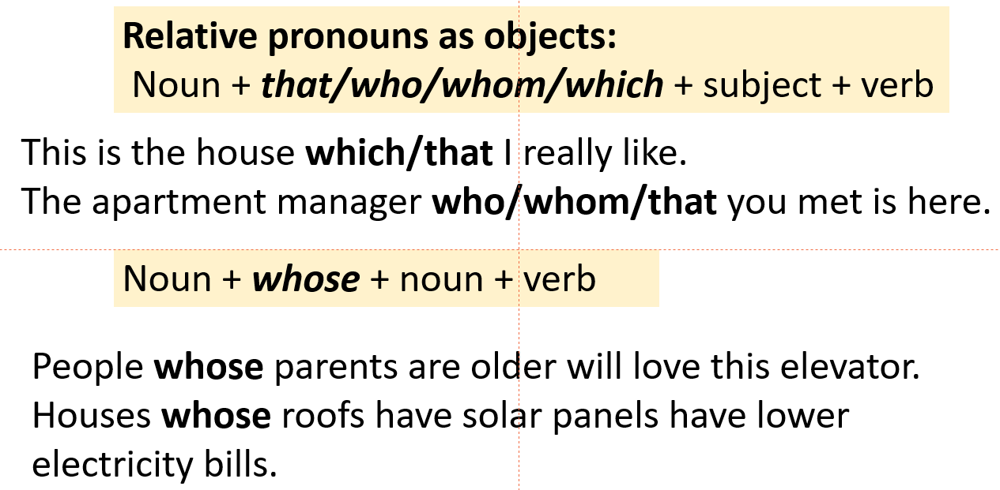 Relative pronouns as objects:
Noun + that/who/whom/which + subject + verb
This is the house which/that I really like.
The apartment manager who/whom/that you met is here.
Noun + whose + noun + verb
People whose parents are older will love this elevator.
Houses whose roofs have solar panels have lower
electricity bills.